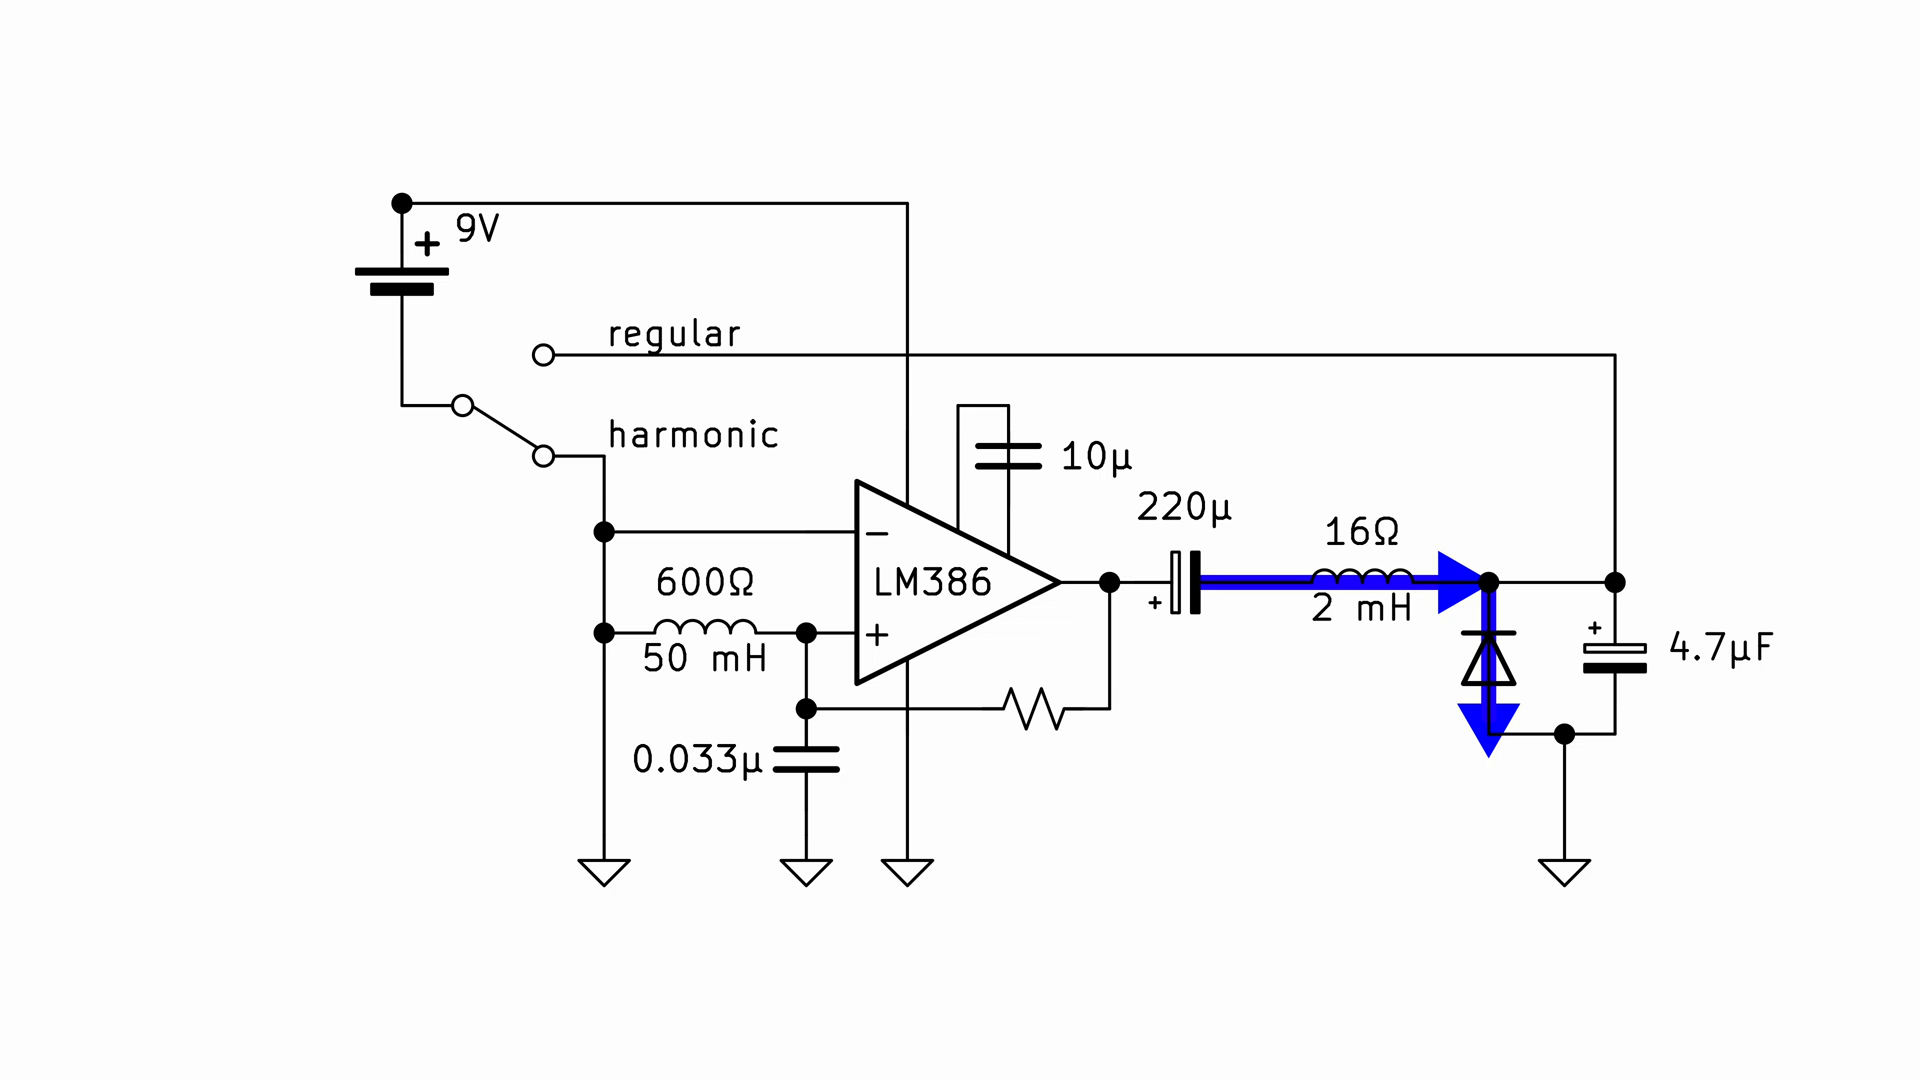 + 9V
regular
harmonic
10µ
220µ
16Ω
−
600Ω
LM386
+
2 mH
+
50 mH
+
4.7µF
0.033µ